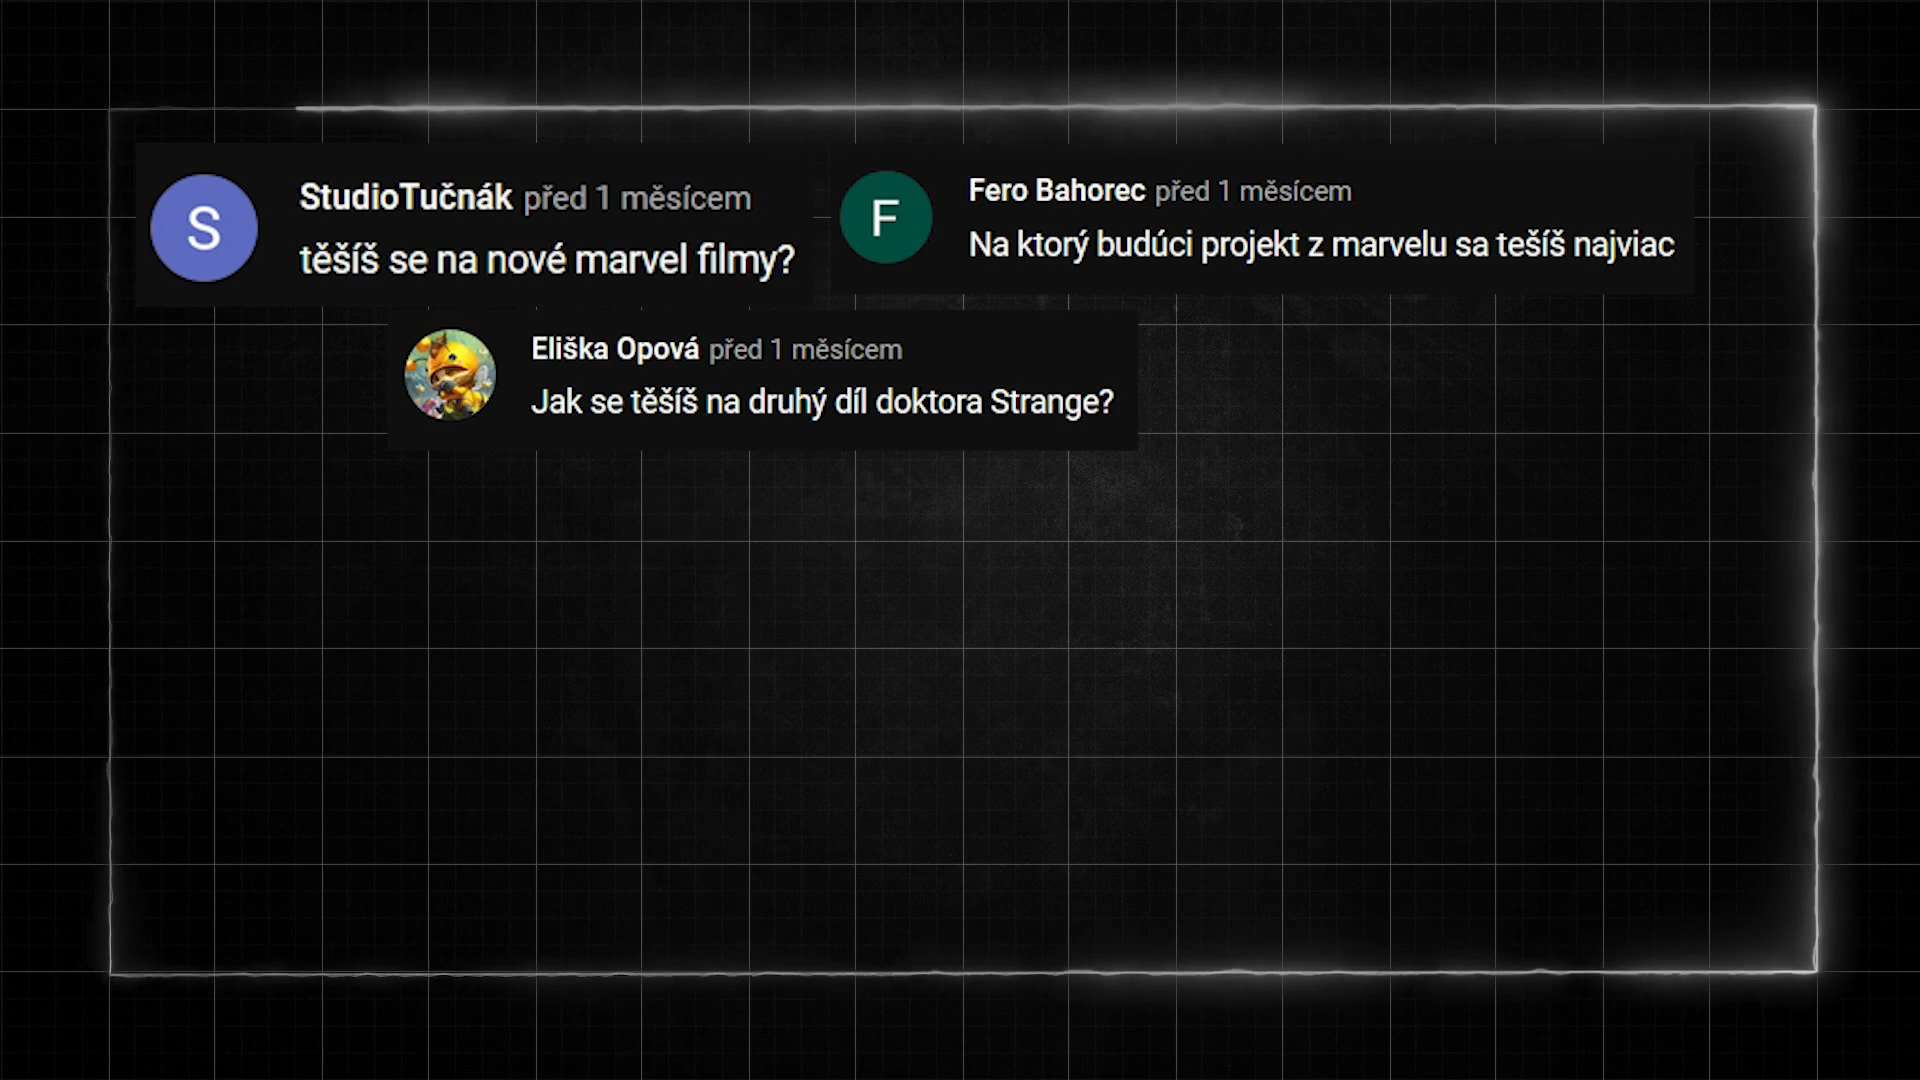 S
StudioTučnák před 1 měsícem
těšíš se na nové marvel filmy?
F
Fero Bahorec před 1 měsícem
Na ktorý budúci projekt z marvelu sa tešíš najviac
Eliška Opová před 1 měsícem
Jak se těšíš na druhý díl doktora Strange?